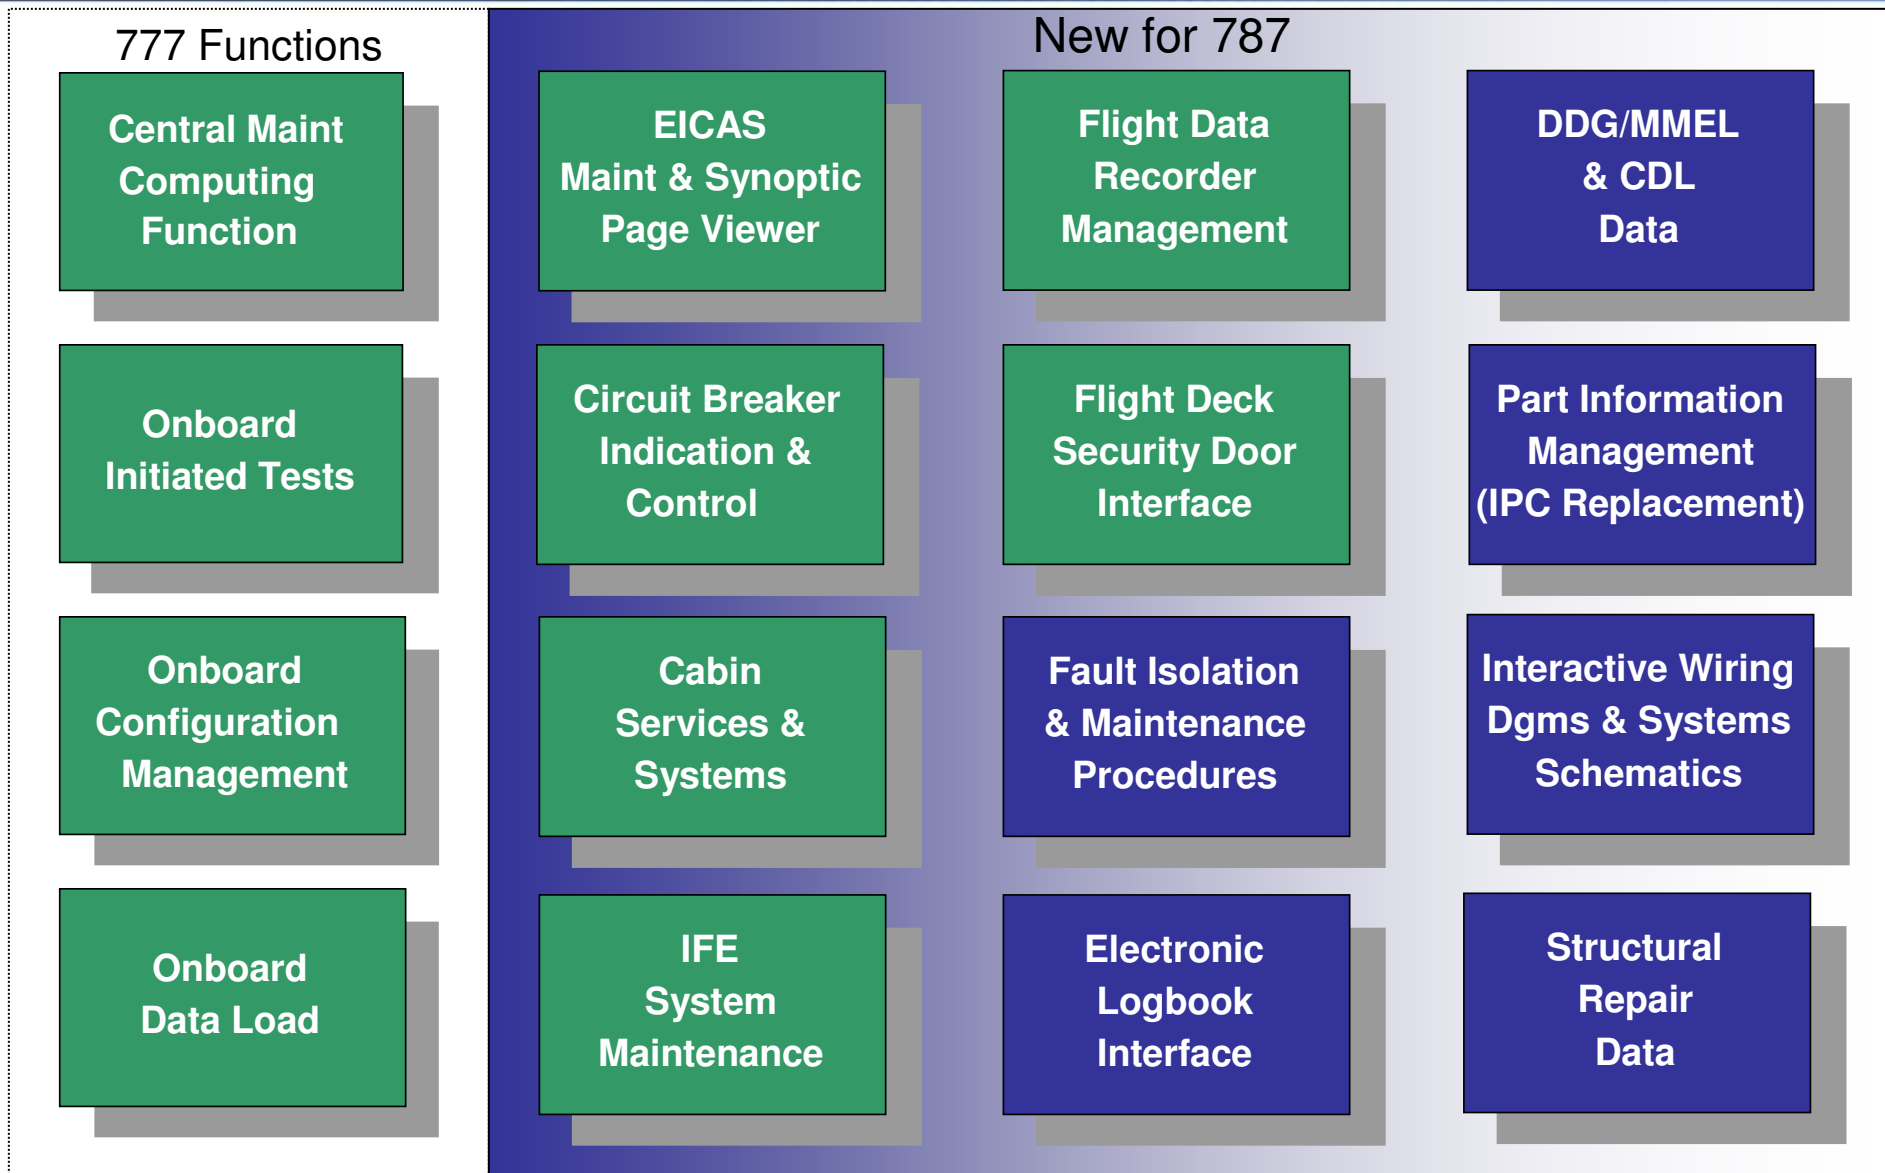 777 Functions
Central Maint
Computing
Function
Onboard
Initiated Tests
Onboard
Configuration
Management
Onboard
Data Load
New for 787
EICAS
Maint & Synoptic
Page Viewer
Flight Data
Recorder
Management
DDG/MMEL
& CDL
Data
Circuit Breaker
Indication &
Control
Flight Deck
Security Door
Interface
Part Information
Management
(IPC Replacement)
Cabin
Services &
Systems
Fault Isolation
& Maintenance
Procedures
Interactive Wiring
Dgms & Systems
Schematics
IFE
System
Maintenance
Electronic
Logbook
Interface
Structural
Repair
Data